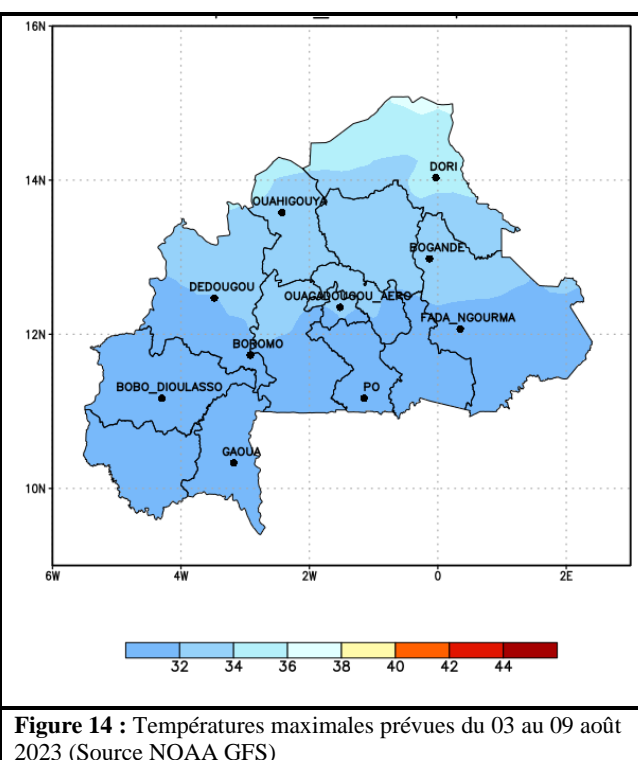 16N
14N
DORI
OUAHIGOUYA
BOGANDE
DEDOUGOU
OUAGADOUGOU_AERO
FADA_NGOURMA
12N
BOROMO
BOBO_DIOULASSO
PO
GAOUA
10N
6W 4W 2W 0 2E
32 34 36 38 40 42 44
Figure 14 : Températures maximales prévues du 03 au 09 août
2023 (Source NOAA GFS)